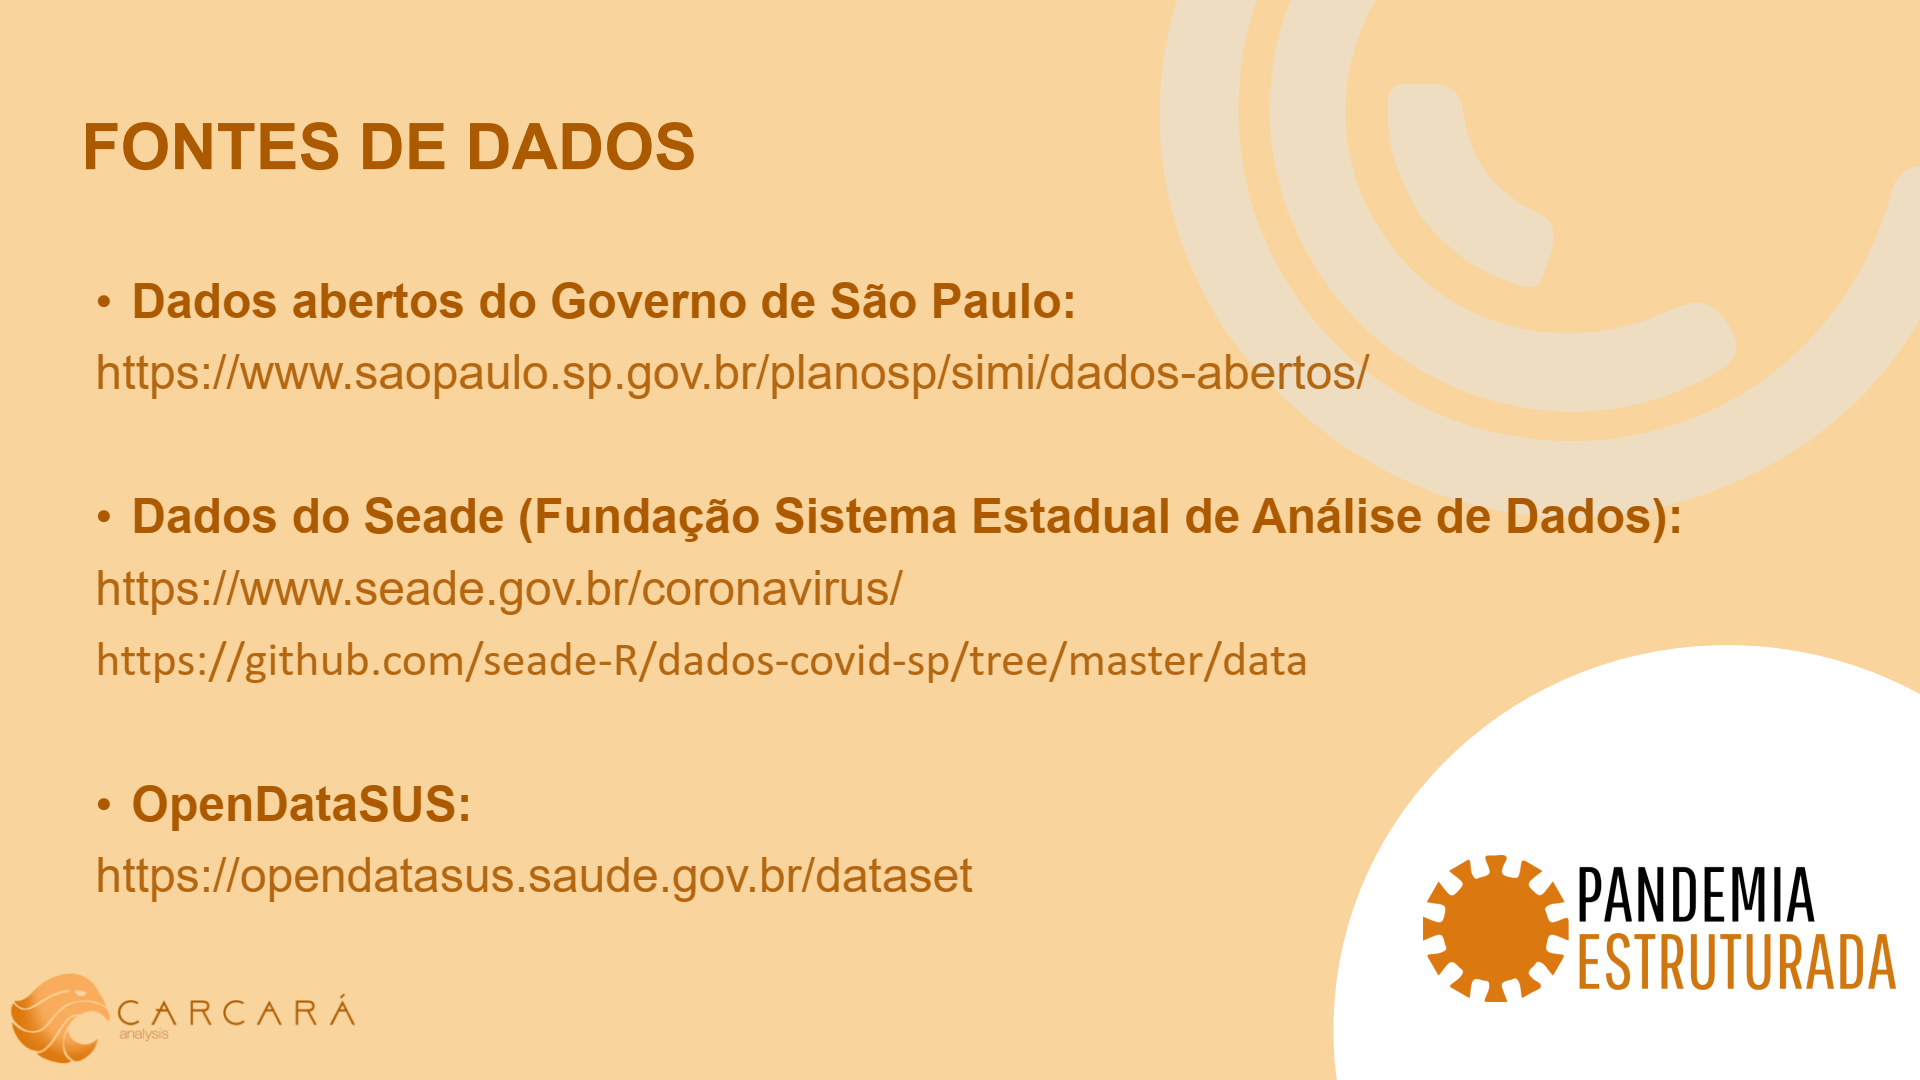 FONTES DE DADOS
• Dados abertos do Governo de São Paulo:
https://www.saopaulo.sp.gov.br/planosp/simi/dados-abertos/
• Dados do Seade (Fundação Sistema Estadual de Análise de Dados):
https://www.seade.gov.br/coronavirus/
https://github.com/seade-R/dados-covid-sp/tree/master/data
• OpenDataSUS:
https://opendatasus.saude.gov.br/dataset
PANDEMIA
ESTRUTURADA
CARCARÁ
analysis